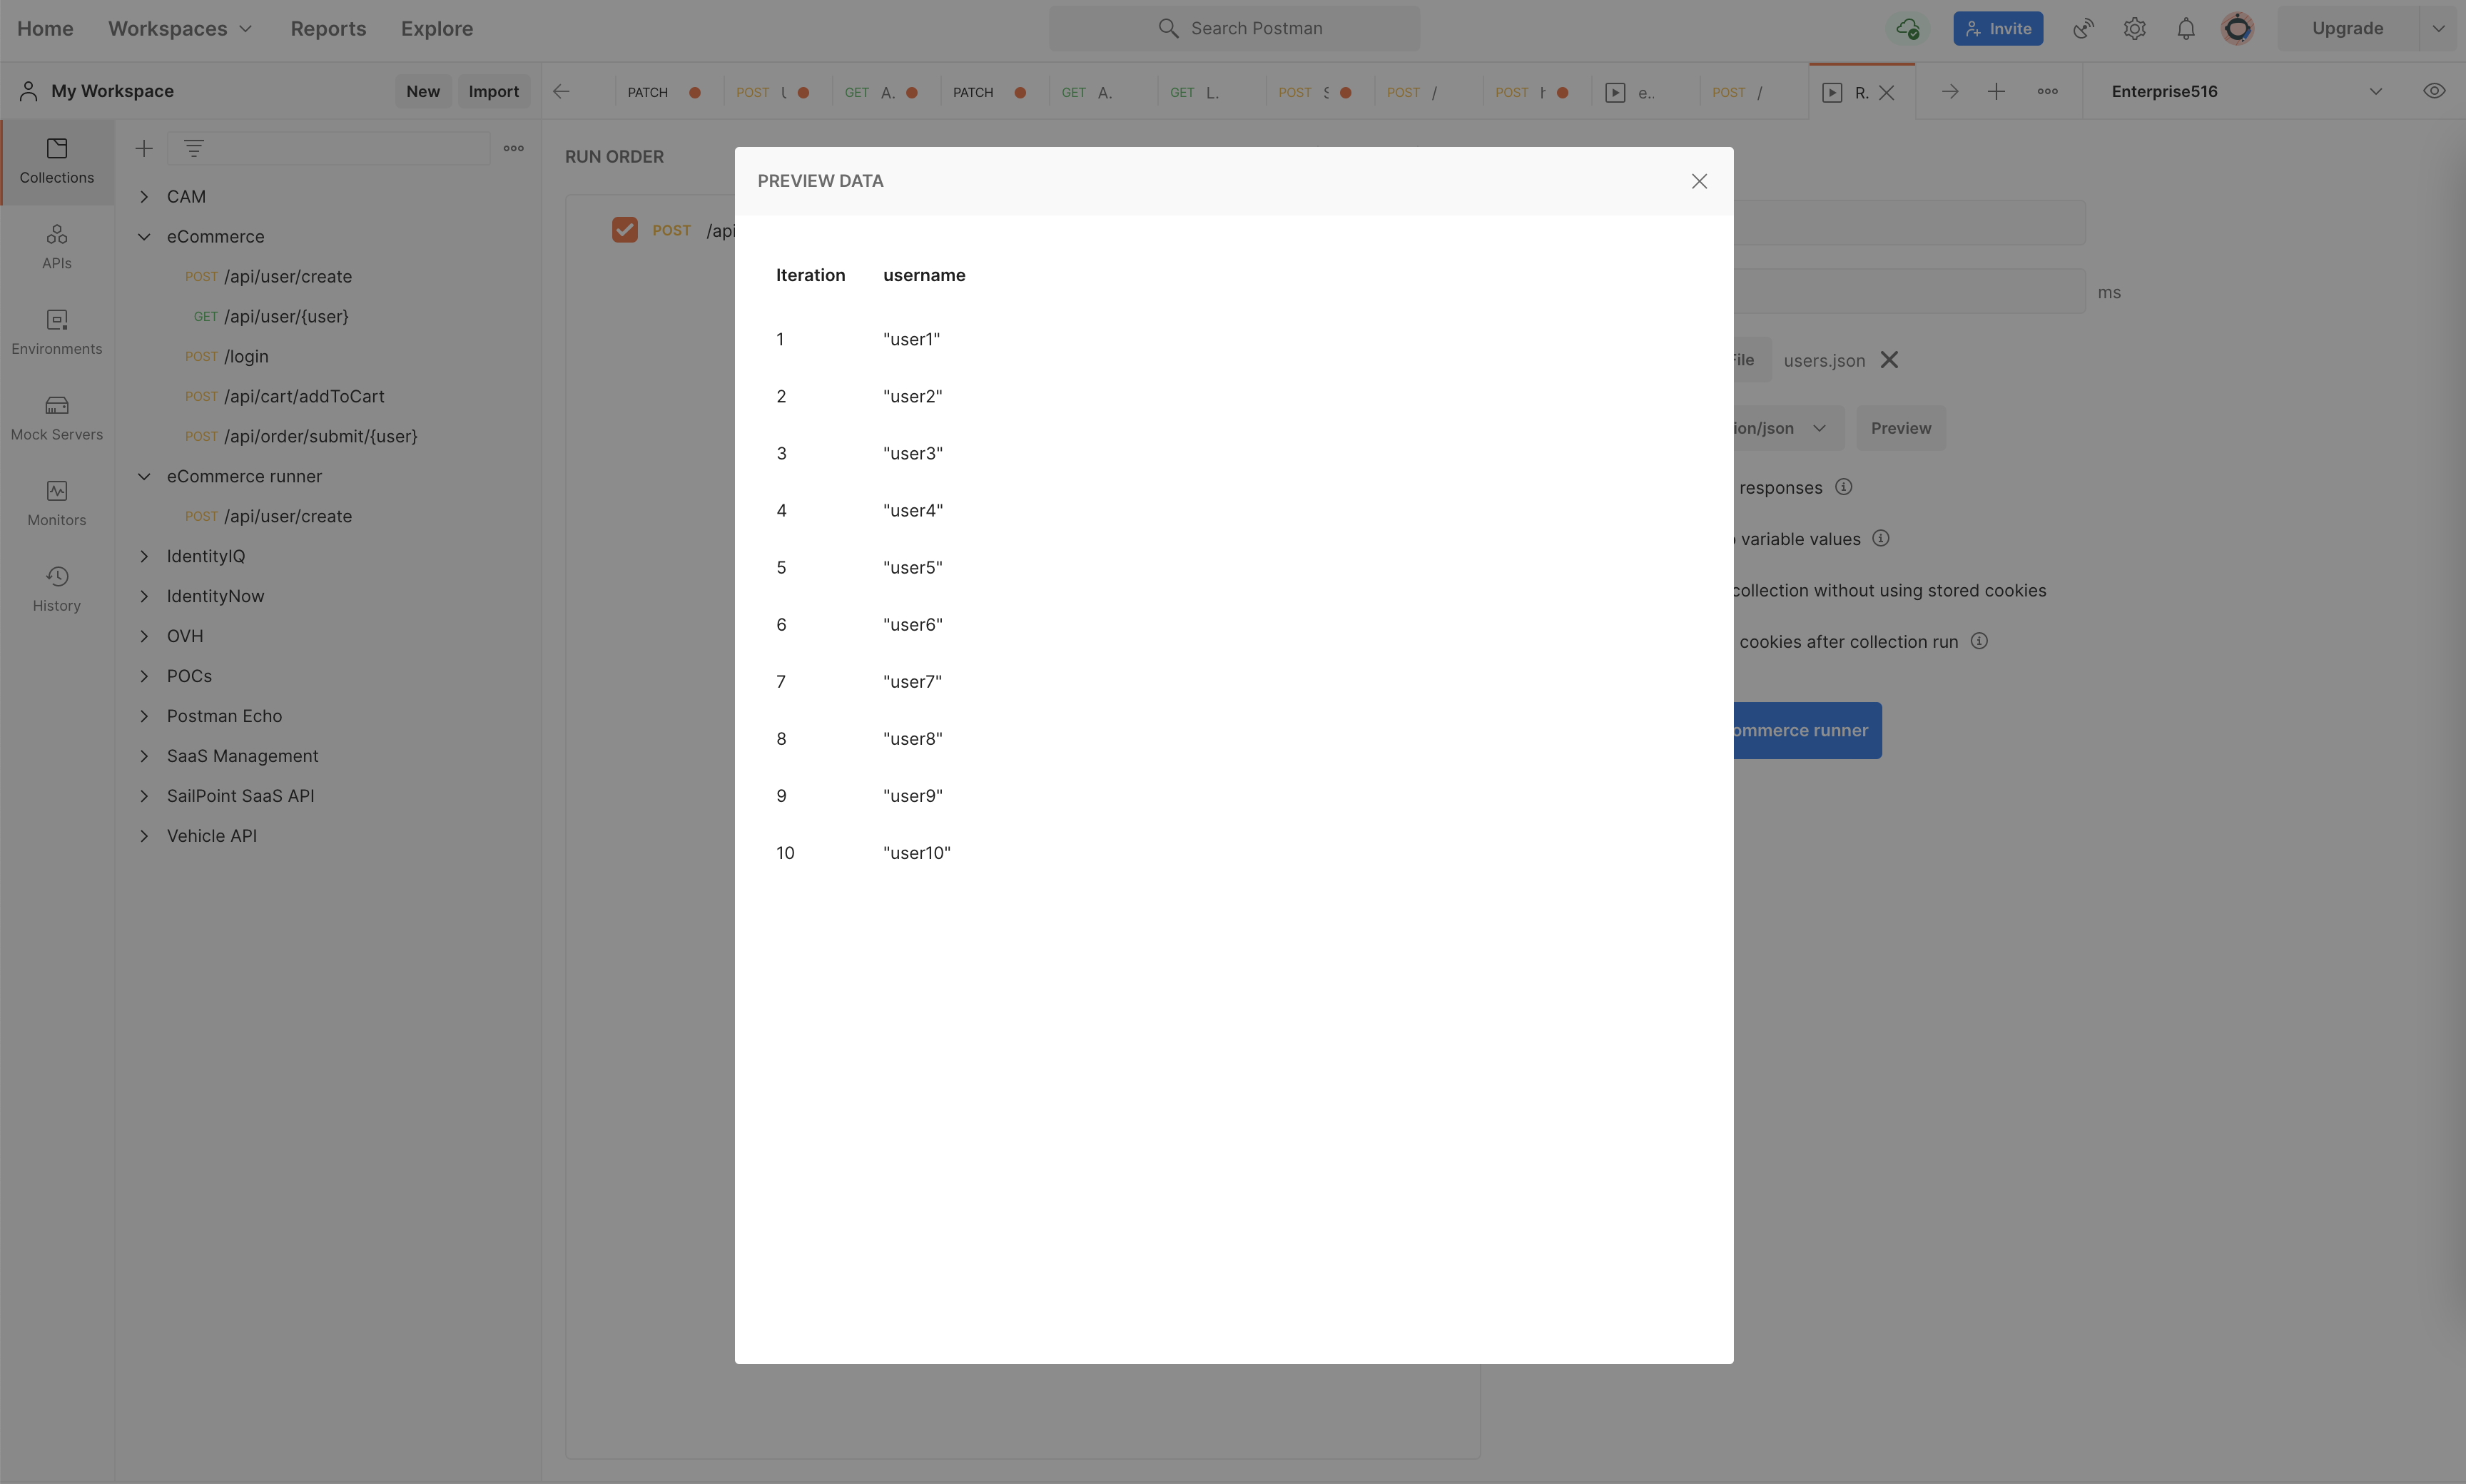 Home Workspaces Reports Explore Search Postman Invite Upgrade
My Workspace New Import PATCH POST GET A. PATCH GET A. GET L. POST POST / POST e.. POST / R. Enterprise516
Collections
APIs
Environments
Mock Servers
Monitors
History
CAM
eCommerce
POST /api/user/create
GET /api/user/{user}
POST /login
POST /api/cart/addToCart
POST /api/order/submit/{user}
eCommerce runner
POST /api/user/create
IdentityIQ
IdentityNow
OVH
POCs
Postman Echo
SaaS Management
SailPoint SaaS API
Vehicle API
RUN ORDER
POST /api
PREVIEW DATA
Iteration username
1 "user1"
2 "user2"
3 "user3"
4 "user4"
5 "user5"
6 "user6"
7 "user7"
8 "user8"
9 "user9"
10 "user10"
ms
users.json
ion/json Preview
responses
variable values
collection without using stored cookies
cookies after collection run
ommerce runner